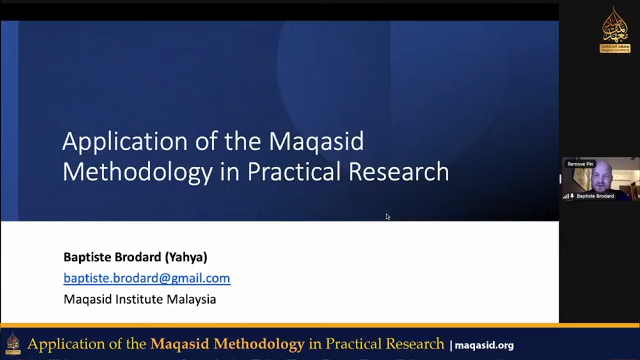 Application of the Maqasid
Methodology in Practical Research
Baptiste Brodard (Yahya)
baptiste.brodard@gmail.com
Maqasid Institute Malaysia
Remove Pin
Baptiste Brodard
Application of the Maqasid Methodology in Practical Research | maqasid.org